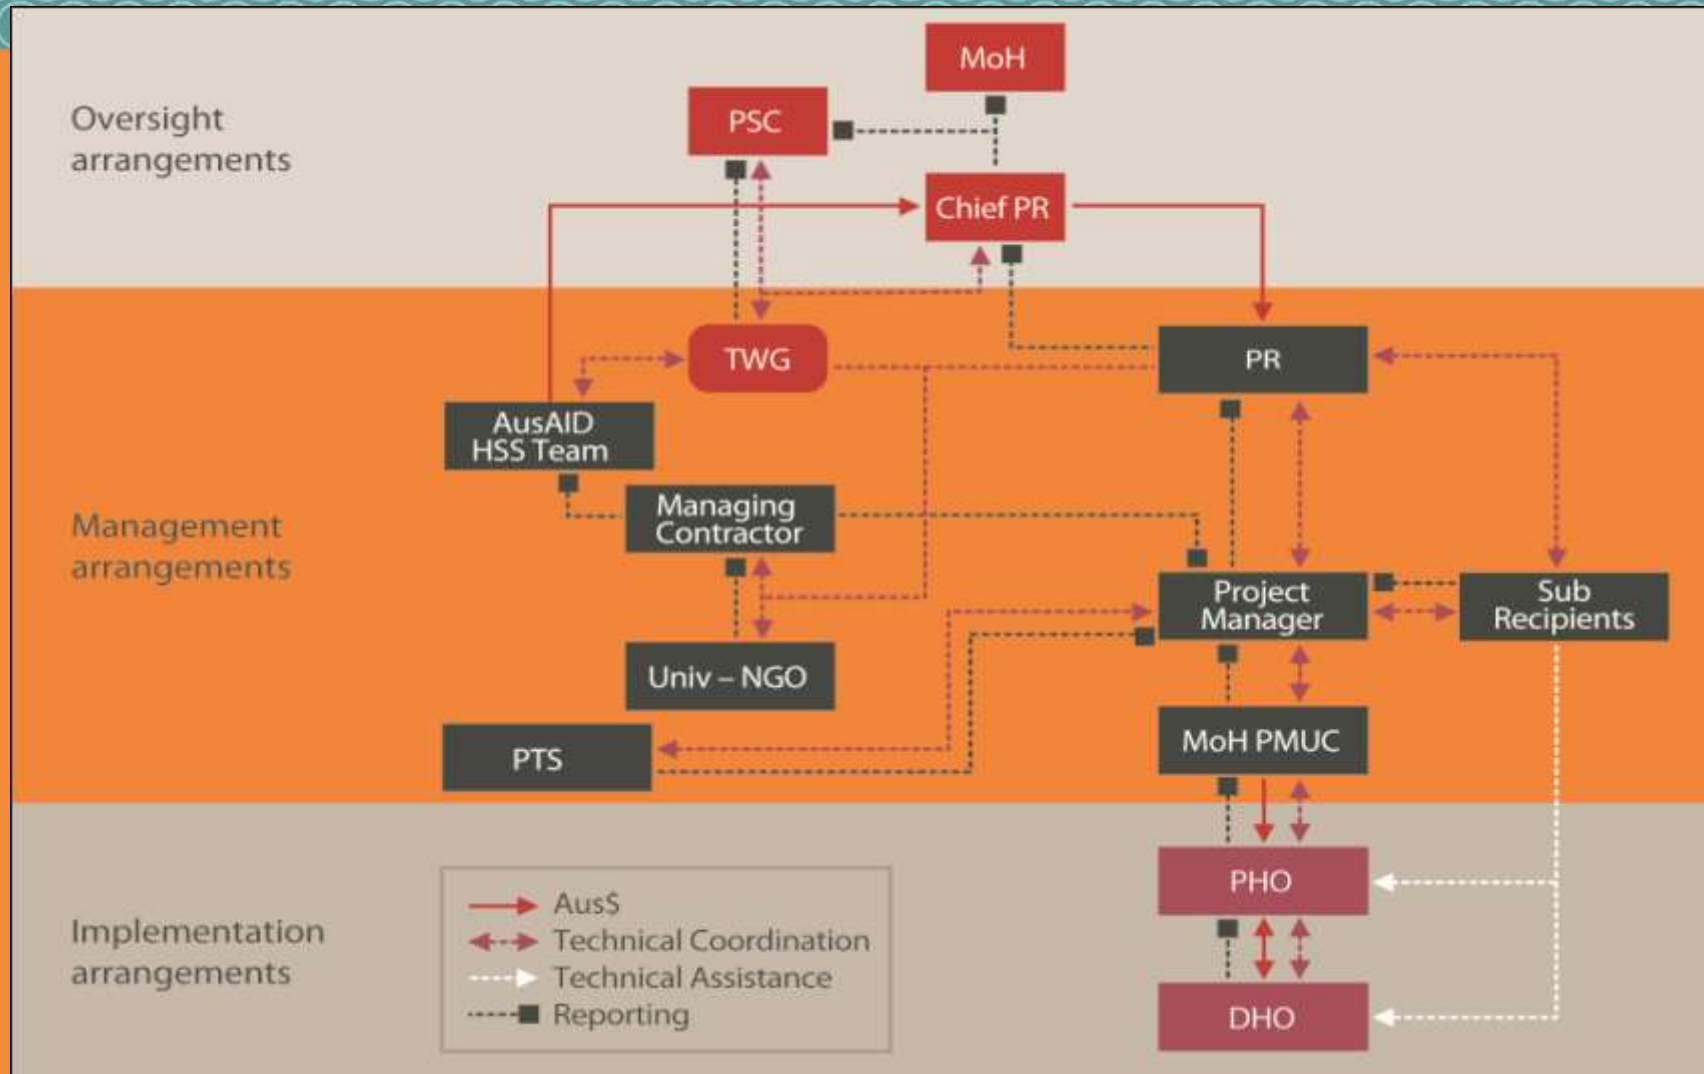 MoH
PSC
Oversight
arrangements
Chief PR
TWG
PR
AusAID
HSS Team
Managing
Contractor
Management
arrangements
Project
Manager
Sub
Recipients
Univ – NGO
MoH PMUC
PTS
PHO
Aus$
Technical Coordination
Technical Assistance
Reporting
Implementation
arrangements
DHO